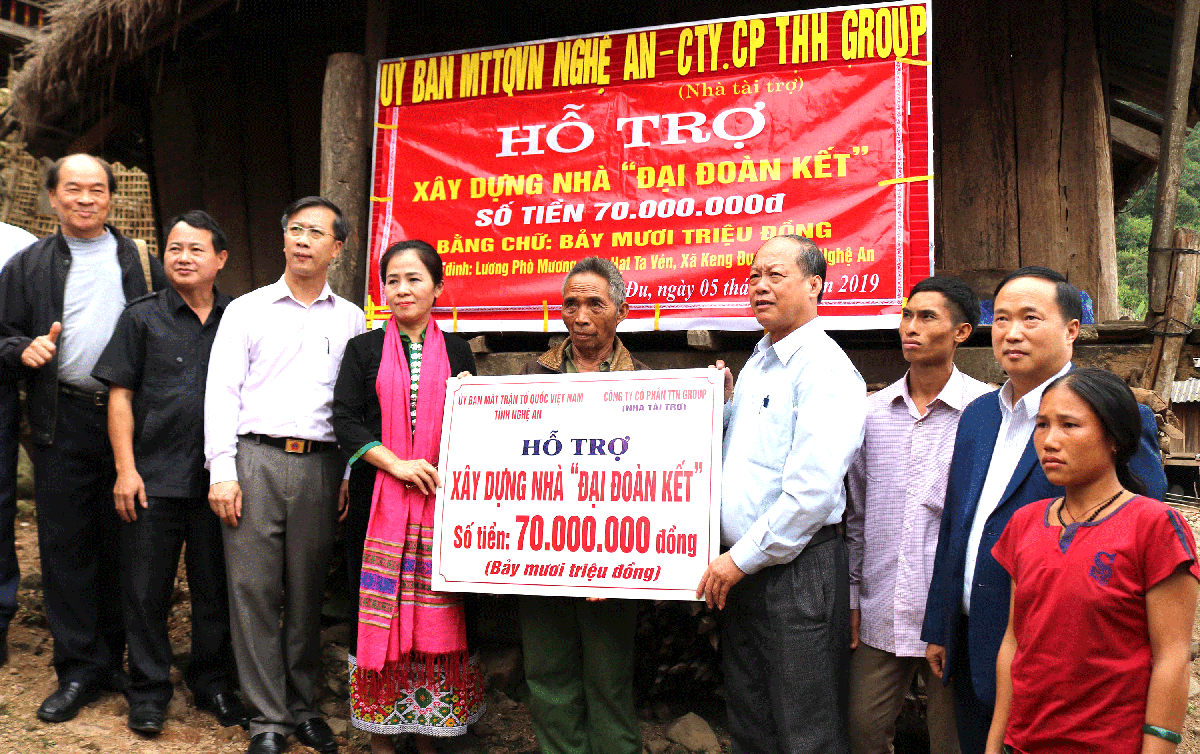 UỶ BAN MTTQVN NGHỆ AN - CTY.CP THH GROUP
(Nhà tài trợ)
HỖ TRỢ
XÂY DỰNG NHÀ “ĐẠI ĐOÀN KẾT”
SỐ TIỀN 70.000.000đ
BẰNG CHỮ: BẢY MƯƠI TRIỆU ĐỒNG
đình: Lương Phò Mương Hat Ta Yẻn, Xã Keng Nghệ An
Đu, ngày 05 2019
ỦY BAN MẶT TRẬN TỔ QUỐC VIỆT NAM
TỈNH NGHỆ AN
CÔNG TY CỔ PHẦN TTN GROUP
(NHÀ TÀI TRỢ)
HỖ TRỢ
XÂY DỰNG NHÀ “ĐẠI ĐOÀN KẾT”
Số tiền: 70.000.000 đồng
(Bảy mươi triệu đồng)